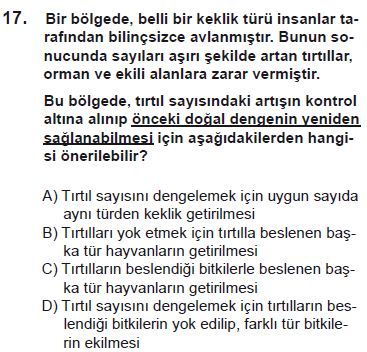 17. Bir bölgede, belli bir keklik türü insanlar ta-
rafından bilinçsizce avlanmıştır. Bunun so-
nucunda sayıları aşırı şekilde artan tırtıllar,
orman ve ekili alanlara zarar vermiştir.
Bu bölgede, tırtıl sayısındaki artışın kontrol
altına alınıp önceki doğal dengenin yeniden
sağlanabilmesi için aşağıdakilerden hangi-
si önerilebilir?
A) Tırtıl sayısını dengelemek için uygun sayıda
aynı türden keklik getirilmesi
B) Tırtılları yok etmek için tırtılla beslenen baş-
ka tür hayvanların getirilmesi
C) Tırtılların beslendiği bitkilerle beslenen baş-
ka tür hayvanların getirilmesi
D) Tırtıl sayısını dengelemek için tırtılların bes-
lendiği bitkilerin yok edilip, farklı tür bitkile-
rin ekilmesi